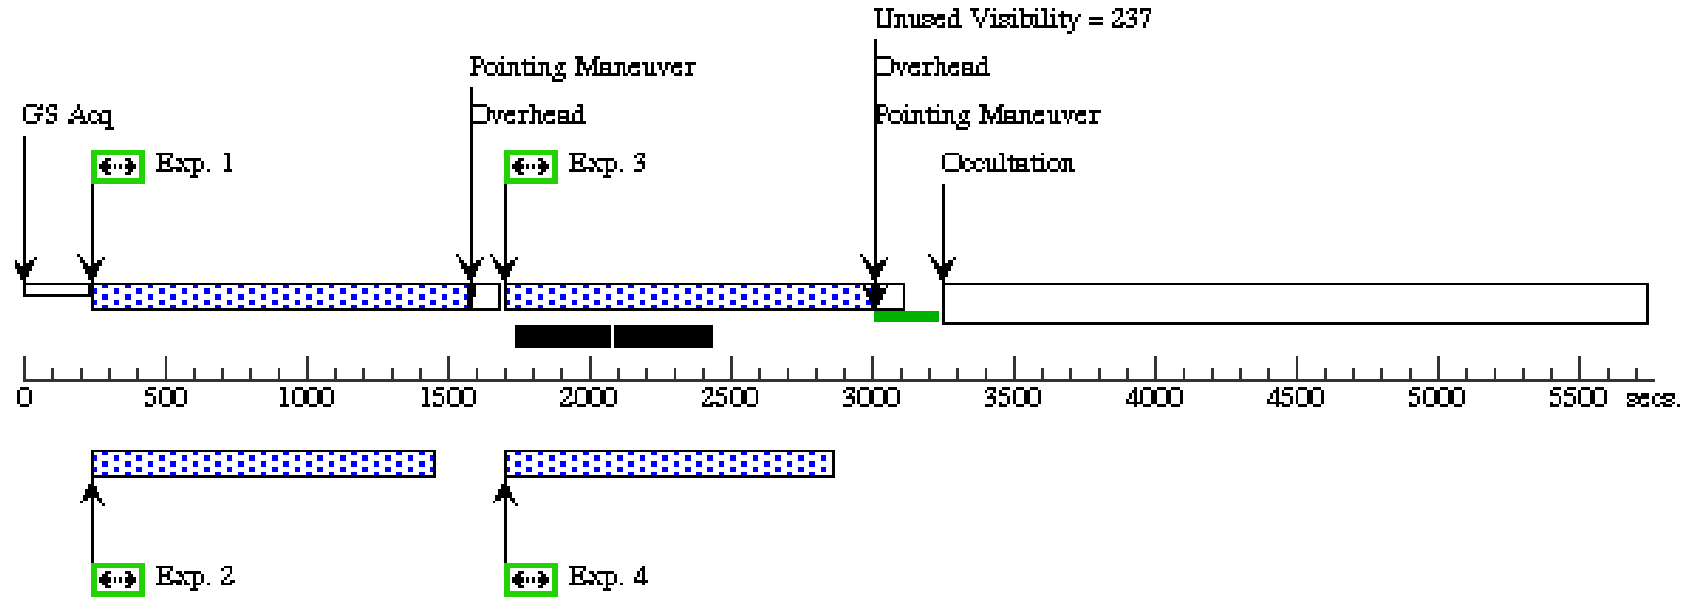 Unused Visibility = 237
Pointing Maneuver
Overhead
GS Acq
Overhead
Pointing Maneuver
Exp. 1
Exp. 3
Occultation
0 500 1000 1500 2000 2500 3000 3500 4000 4500 5000 5500 secs.
Exp. 2
Exp. 4